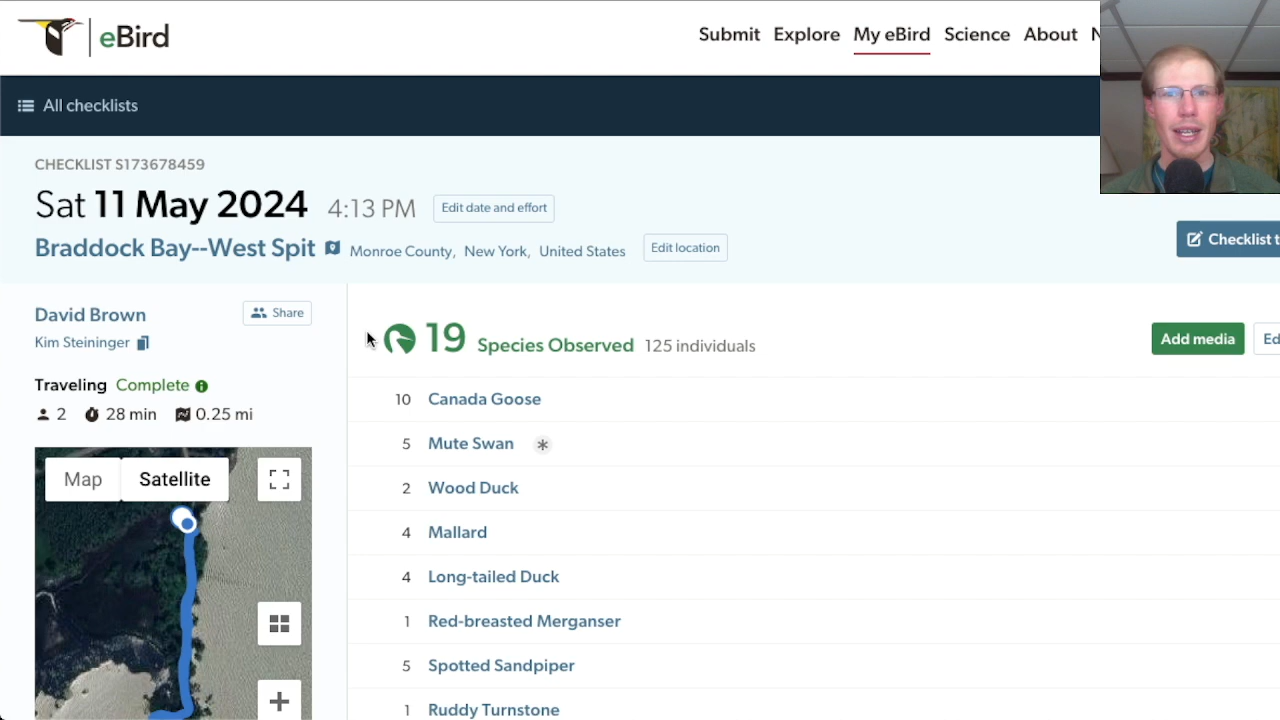 eBird
Submit Explore My eBird Science About N
All checklists
CHECKLIST S173678459
Sat 11 May 2024 4:13 PM Edit date and effort
Braddock Bay--West Spit Monroe County, New York, United States Edit location
Checklist t
David Brown Share
Kim Steininger
Traveling Complete
2 28 min 0.25 mi
Map Satellite
19 Species Observed 125 individuals
Add media Ed
10 Canada Goose
5 Mute Swan *
2 Wood Duck
4 Mallard
4 Long-tailed Duck
1 Red-breasted Merganser
5 Spotted Sandpiper
1 Ruddy Turnstone